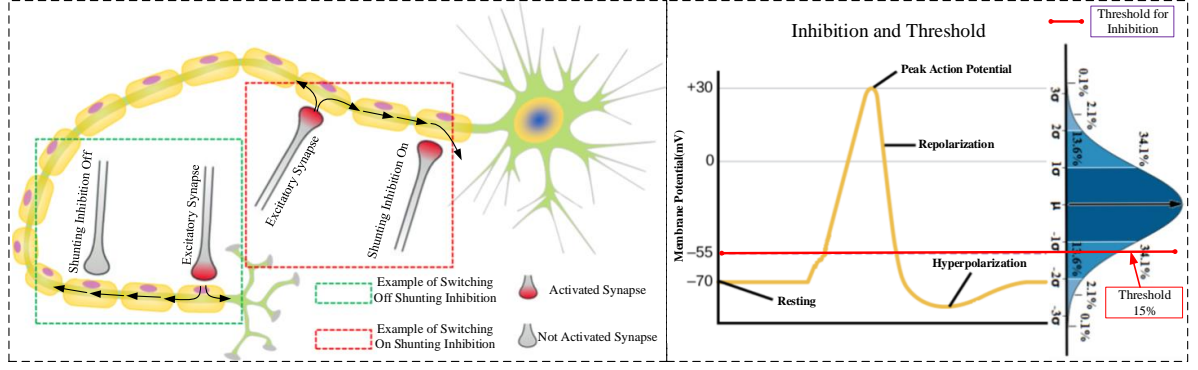 Shunting Inhibition Off
Excitatory Synapse
Excitatory Synapse
Shunting Inhibition On
Example of Switching
Off Shunting Inhibition
Activated Synapse
Example of Switching
On Shunting Inhibition
Not Activated Synapse
Threshold for
Inhibition
Inhibition and Threshold
Membrane Potential(mV)
+30
0
-55
-70
Peak Action Potential
Repolarization
Hyperpolarization
Resting
3σ
2σ
1σ
μ
-1σ
-2σ
-3σ
0.1%
2.1%
13.6%
34.1%
34.1%
13.6%
2.1%
0.1%
Threshold
15%